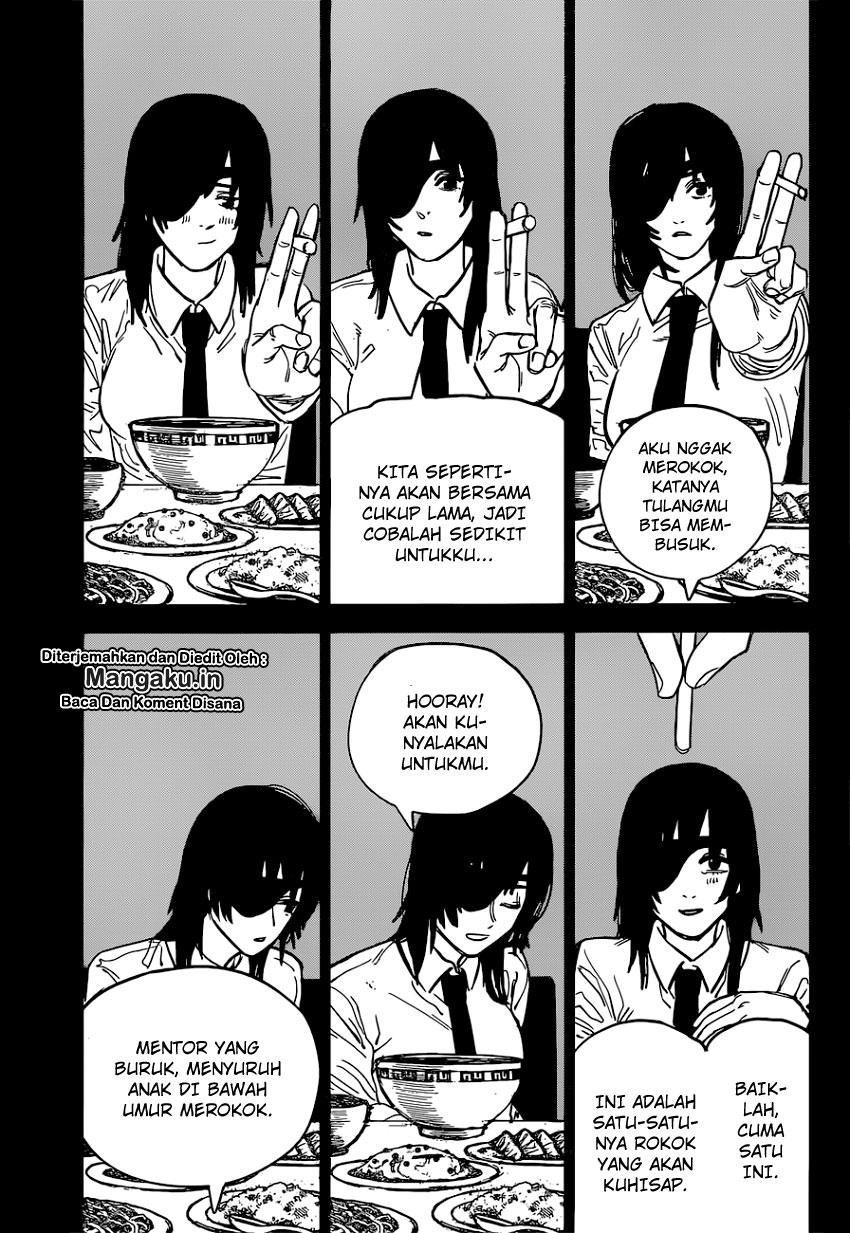 AKU NGGAK
MEROKOK,
KATANYA
TULANGMU
BISA MEM-
BUSUK.
KITA SEPERTI-
NYA AKAN BERSAMA
CUKUP LAMA, JADI
COBALAH SEDIKIT
UNTUKKU...
BAIK-
LAH,
CUMA
SATU
INI.
INI ADALAH
SATU-SATU-
NYA ROKOK
YANG AKAN
KUHISAP.
HOORAY!
AKAN KU-
NYALAKAN
UNTUKMU.
Diterjemahkan dan Diedit Oleh :
Mangaku.in
Baca Dan Koment Disana
MENTOR YANG
BURUK, MENYURUH
ANAK DI BAWAH
UMUR MEROKOK.